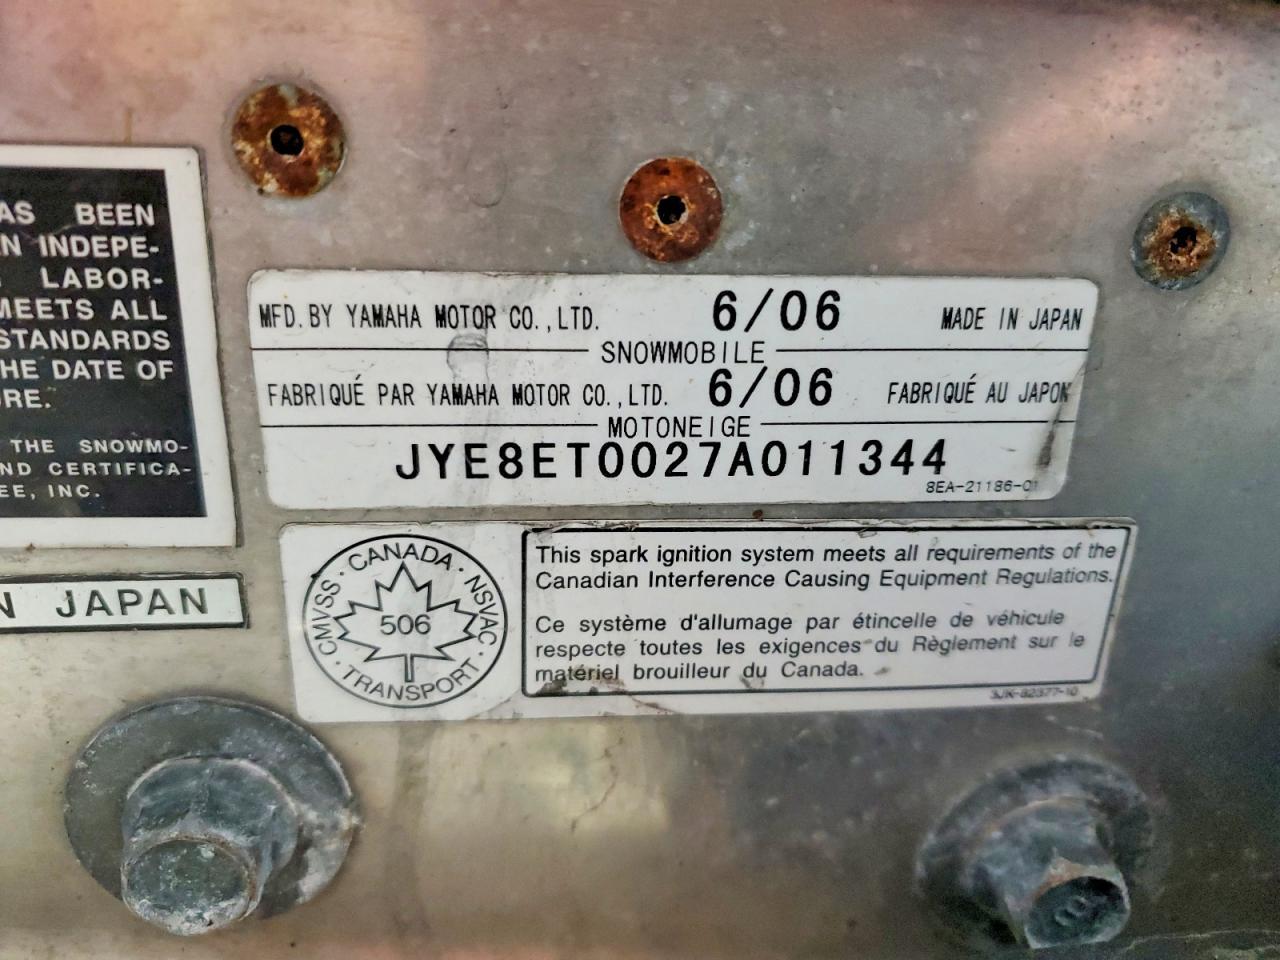 AS BEEN
N INDEPE-
LABOR-
MEETS ALL
STANDARDS
HE DATE OF
RE.
THE SNOWMO-
ND CERTIFICA-
EE, INC.
N JAPAN
MFD. BY YAMAHA MOTOR CO.,LTD. 6/06 MADE IN JAPAN
SNOWMOBILE
FABRIQUÉ PAR YAMAHA MOTOR CO.,LTD. 6/06 FABRIQUÉ AU JAPON
MOTONEIGE
JYE8ET0027A011344
8EA-21186-01
CANADA · NSVAC · TRANSPORT · CMVSS ·
506
This spark ignition system meets all requirements of the
Canadian Interference Causing Equipment Regulations.
Ce système d'allumage par étincelle de véhicule
respecte toutes les exigences du Règlement sur le
matériel brouilleur du Canada.
3JK-82377-10